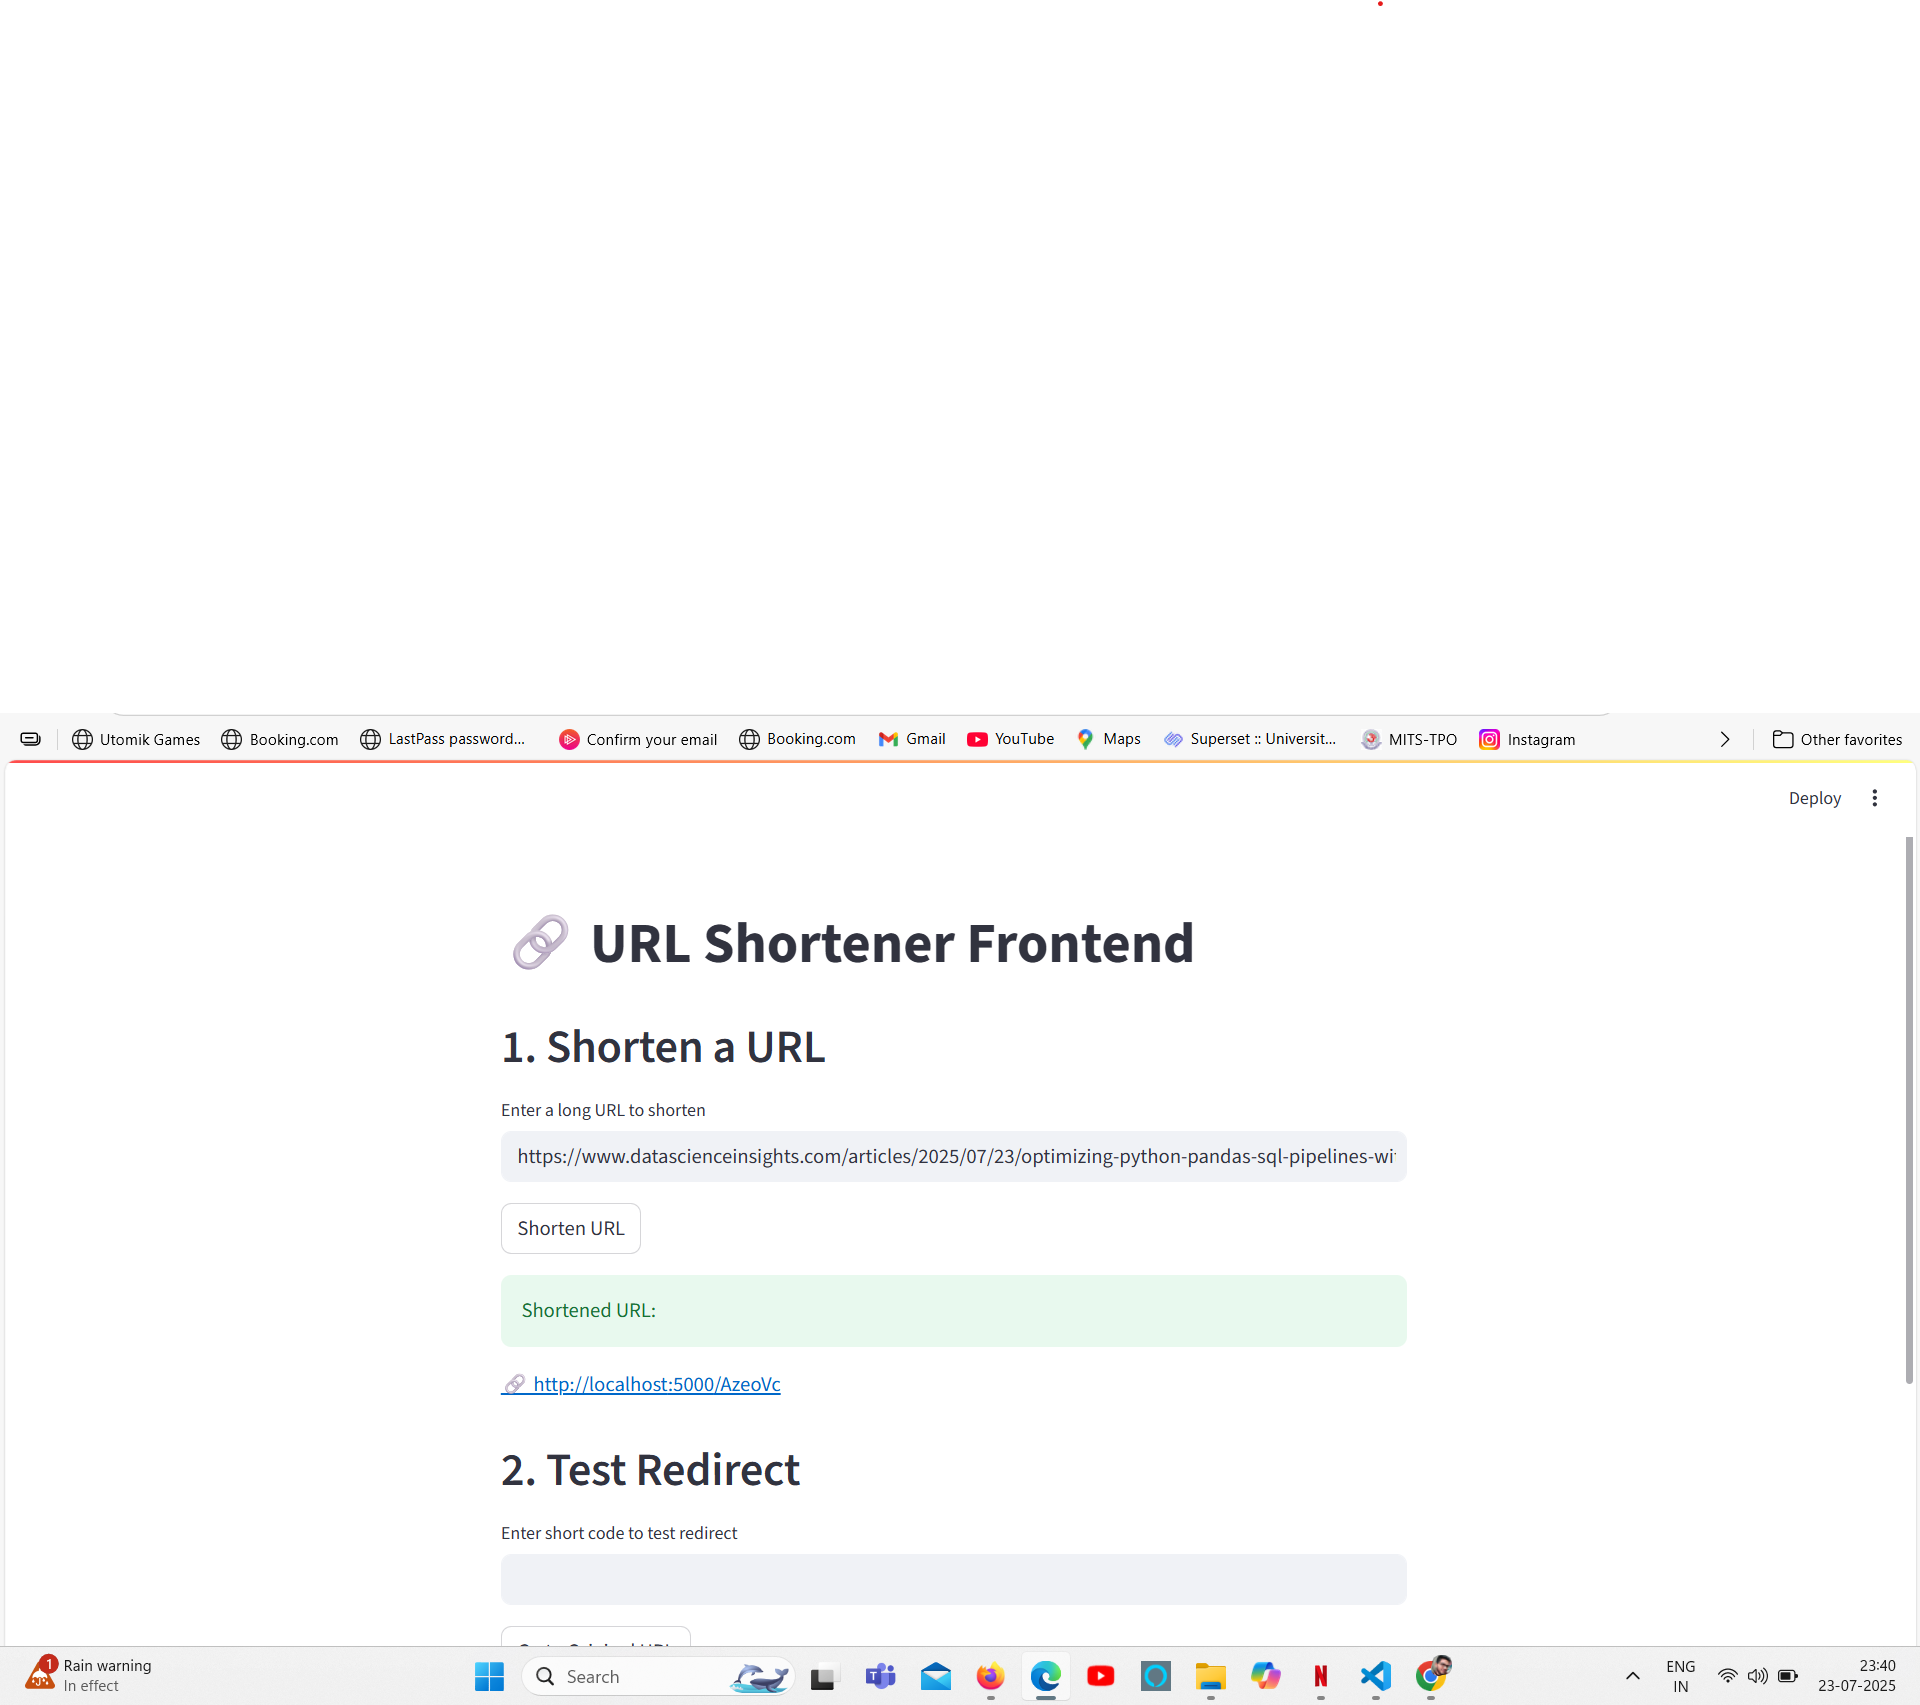 Utomik Games Booking.com LastPass password... Confirm your email Booking.com Gmail YouTube Maps Superset :: Universit... MITS-TPO Instagram Other favorites
Deploy
URL Shortener Frontend
1. Shorten a URL
Enter a long URL to shorten
https://www.datascienceinsights.com/articles/2025/07/23/optimizing-python-pandas-sql-pipelines-wi
Shorten URL
Shortened URL:
http://localhost:5000/AzeoVc
2. Test Redirect
Enter short code to test redirect
1 Rain warning
In effect
Search
ENG
IN
23:40
23-07-2025